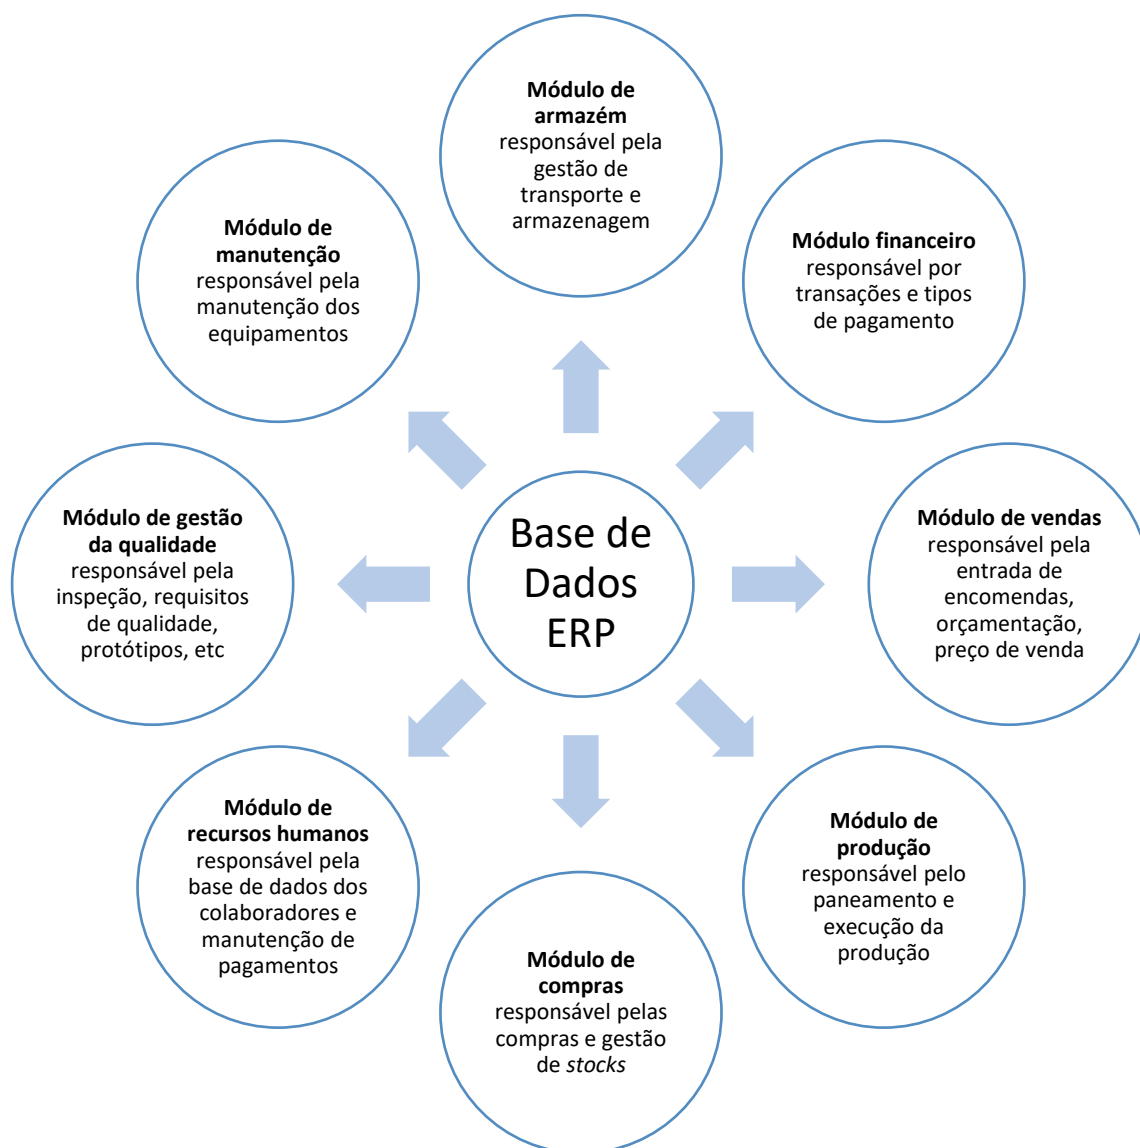 Módulo de
armazém
responsável pela
gestão de
transporte e
armazenagem
Módulo financeiro
responsável por
transações e tipos
de pagamento
Módulo de vendas
responsável pela
entrada de
encomendas,
orçamentação,
preço de venda
Módulo de
produção
responsável pelo
paneamento e
execução da
produção
Módulo de
compras
responsável pelas
compras e gestão
de stocks
Módulo de
recursos humanos
responsável pela
base de dados dos
colaboradores e
manutenção de
pagamentos
Módulo de gestão
da qualidade
responsável pela
inspeção, requisitos
de qualidade,
protótipos, etc
Módulo de
manutenção
responsável pela
manutenção dos
equipamentos
Base de
Dados
ERP